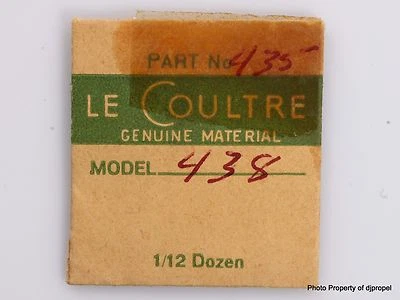 PART No. 435
LE COULTRE
GENUINE MATERIAL
MODEL 438
1/12 Dozen
Photo Property of djpropel